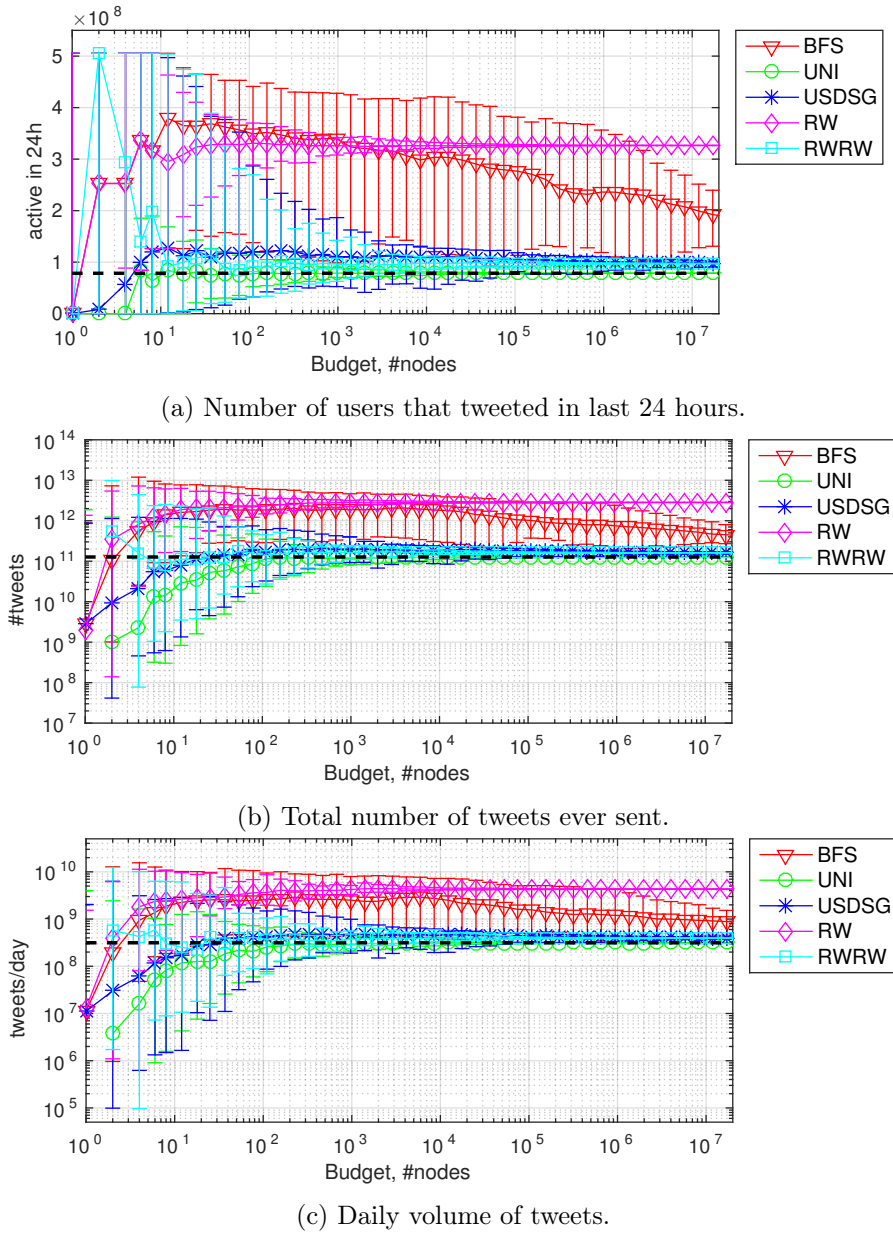 ×10^8
6
5
4
3
2
1
0
active in 24h
10^0 10^1 10^2 10^3 10^4 10^5 10^6 10^7
Budget, #nodes
BFS
UNI
USDSG
RW
RWRW
(a) Number of users that tweeted in last 24 hours.
10^14
10^13
10^12
10^11
10^10
10^9
10^8
10^7
#tweets
10^0 10^1 10^2 10^3 10^4 10^5 10^6 10^7
Budget, #nodes
BFS
UNI
USDSG
RW
RWRW
(b) Total number of tweets ever sent.
10^10
10^9
10^8
10^7
10^6
10^5
tweets/day
10^0 10^1 10^2 10^3 10^4 10^5 10^6 10^7
Budget, #nodes
BFS
UNI
USDSG
RW
RWRW
(c) Daily volume of tweets.